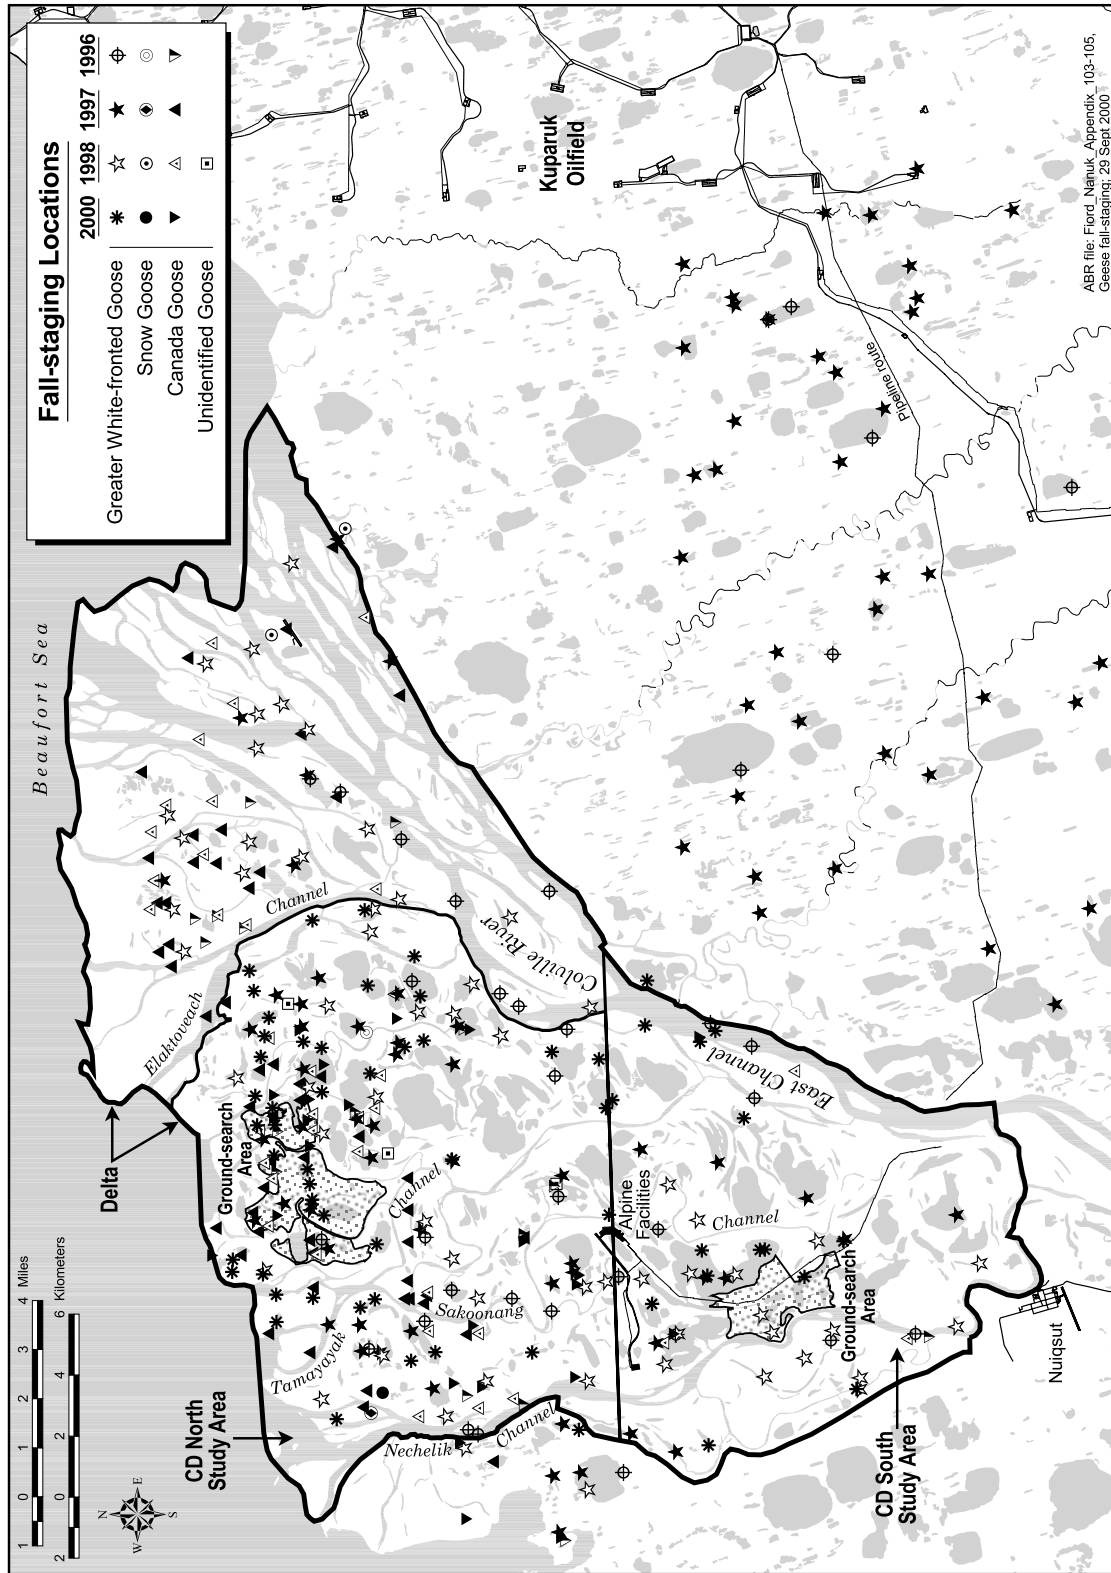 Fall-staging Locations
2000 1998 1997 1996
Greater White-fronted Goose
Snow Goose
Canada Goose
Unidentified Goose
Beaufort Sea
Kuparuk
Oilfield
Pipeline route
Delta
Elaktoveach
Channel
Colville River
East Channel
Ground-search
Area
Channel
Tamayayak
Sakoonang
Channel
Nechelik
Channel
Alpine
Facilities
Ground-search
Area
CD North
Study Area
CD South
Study Area
Nuiqsut
1 0 1 2 3 4 Miles
2 0 2 4 6 Kilometers
N
E
S
W
ABR file: Fiord_Nanuk_Appendix_103-105,
Geese fall-staging; 29 Sept 2000